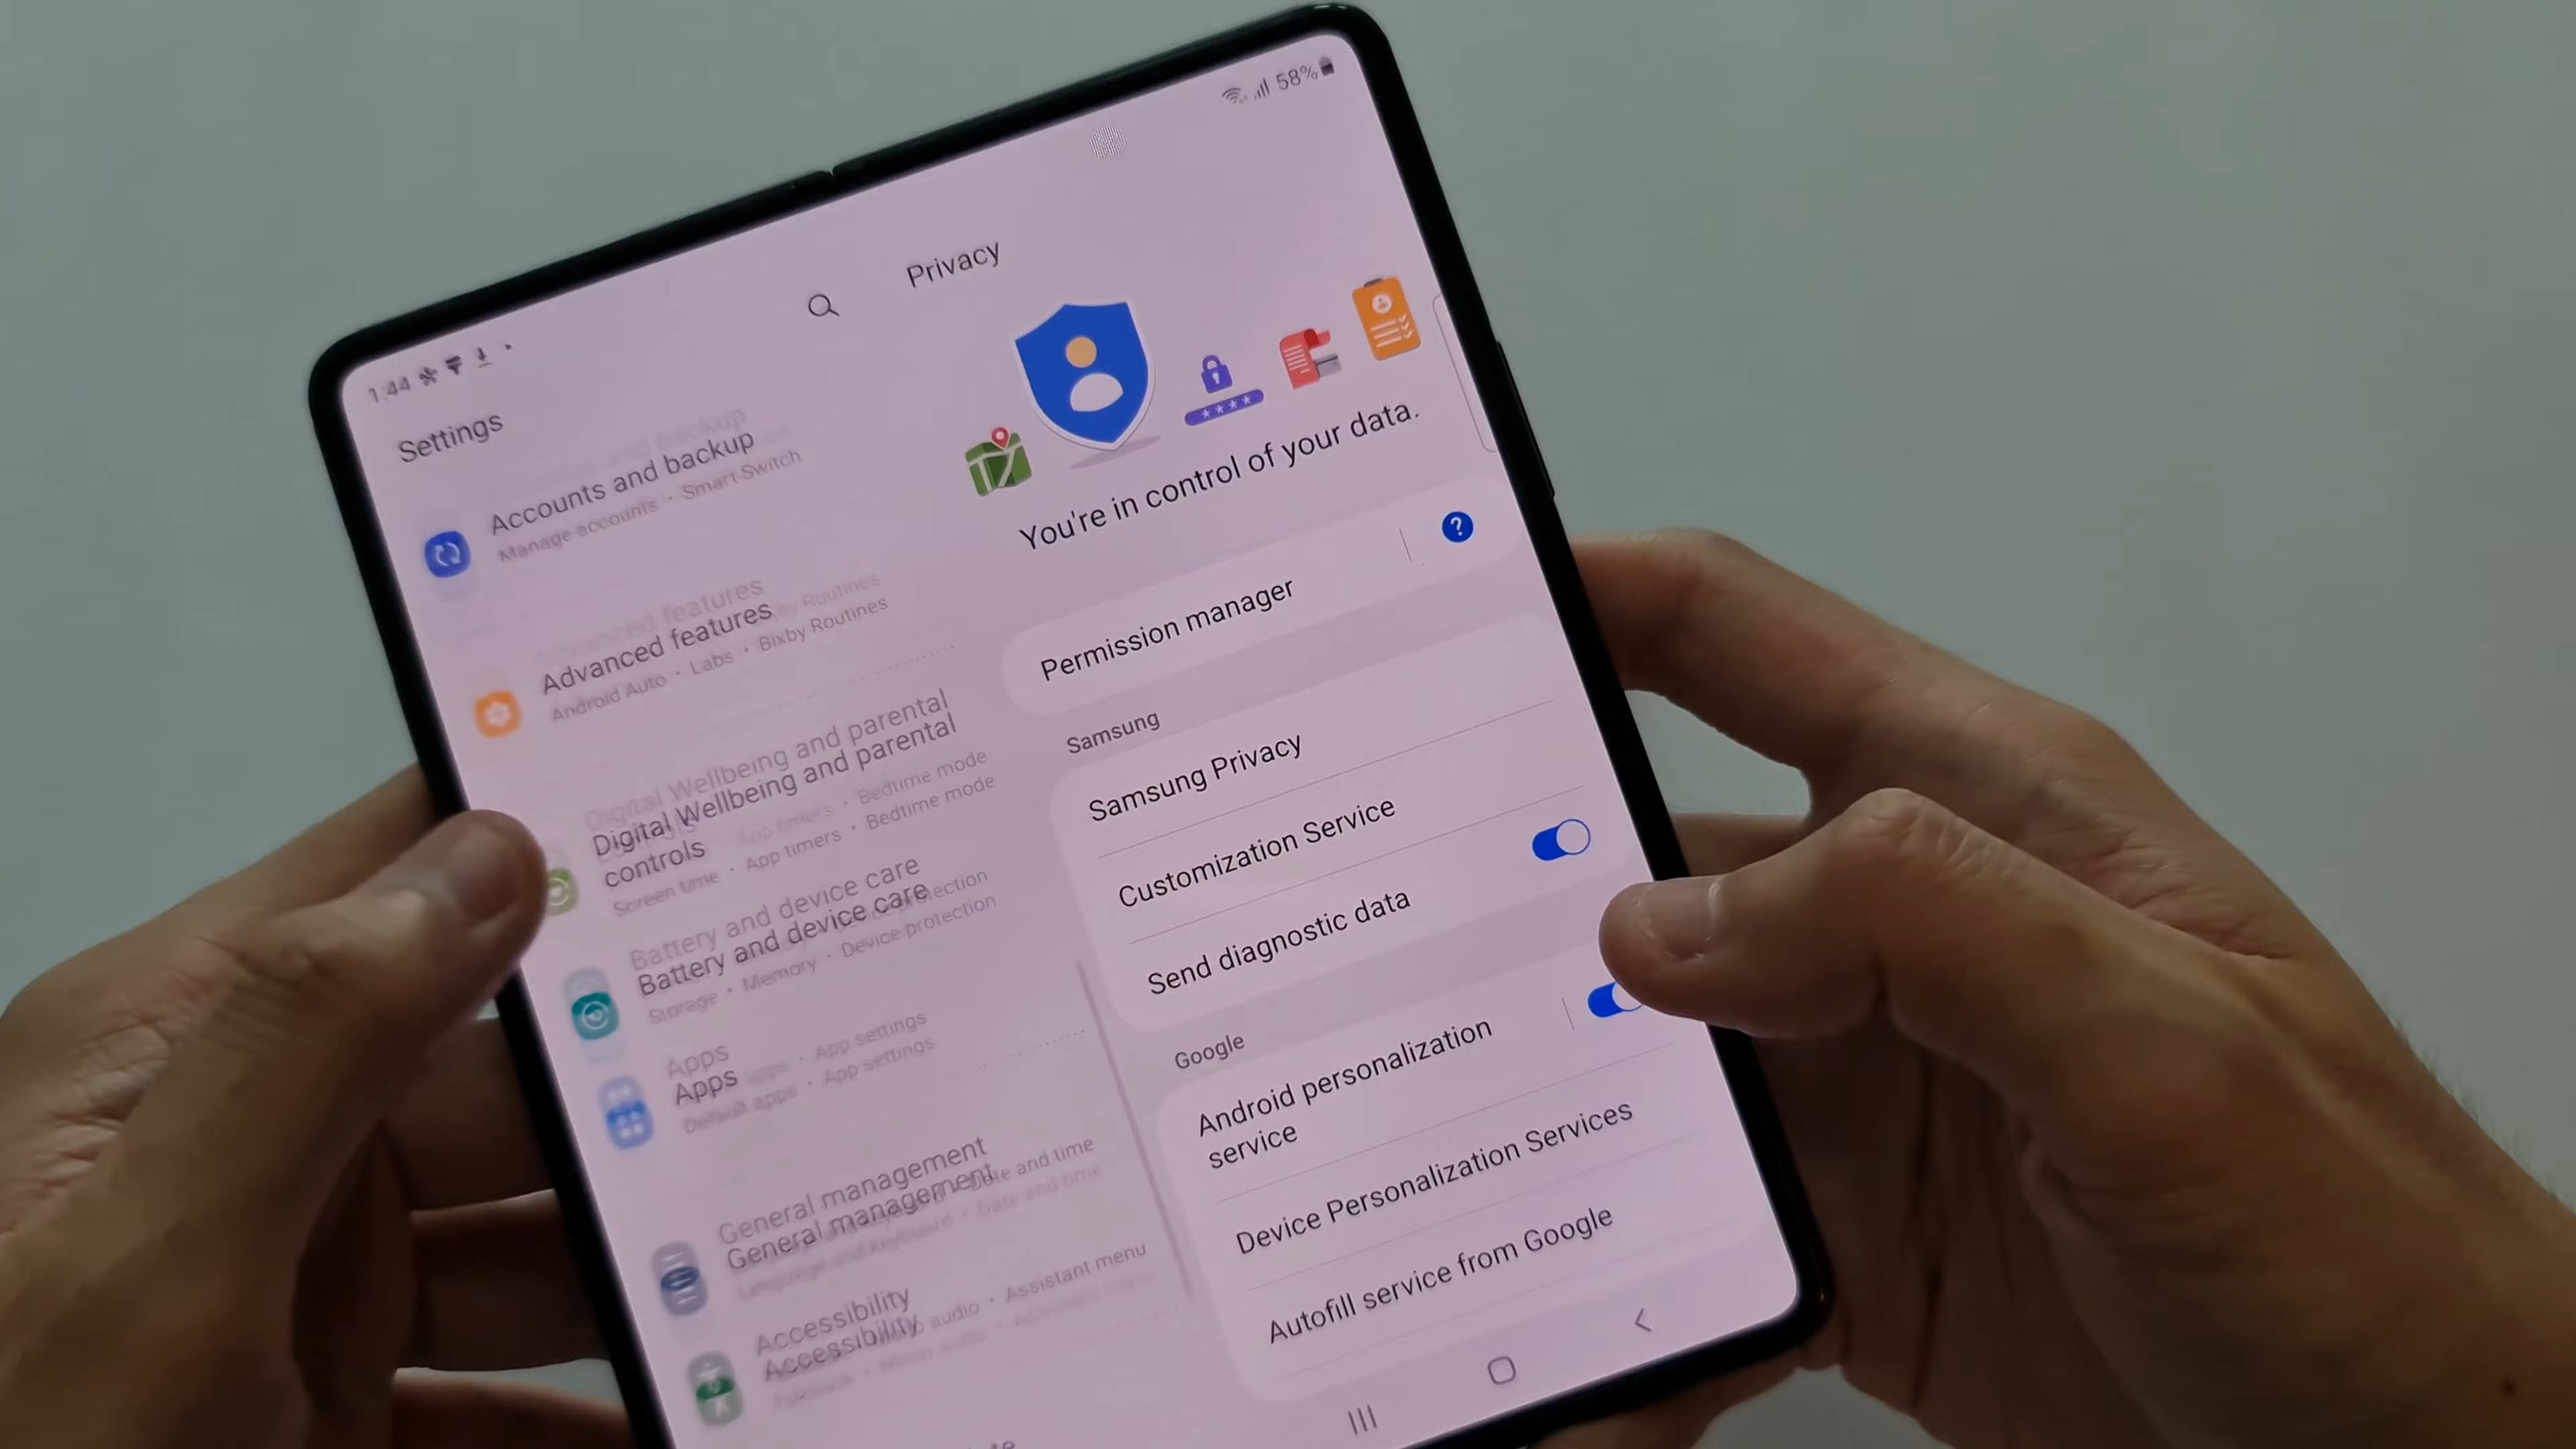 1:44
58%
Settings
Accounts and backup
Manage accounts • Smart Switch
Advanced features
Android Auto • Labs • Bixby Routines
Digital Wellbeing and parental
controls
Screen time • App timers • Bedtime mode
Battery and device care
Storage • Memory • Device protection
Apps
Default apps • App settings
General management
Language and keyboard • Date and time
Accessibility
Mono audio • Assistant menu
Privacy
You're in control of your data.
Permission manager
?
Samsung
Samsung Privacy
Customization Service
Send diagnostic data
Google
Android personalization
service
Device Personalization Services
Autofill service from Google